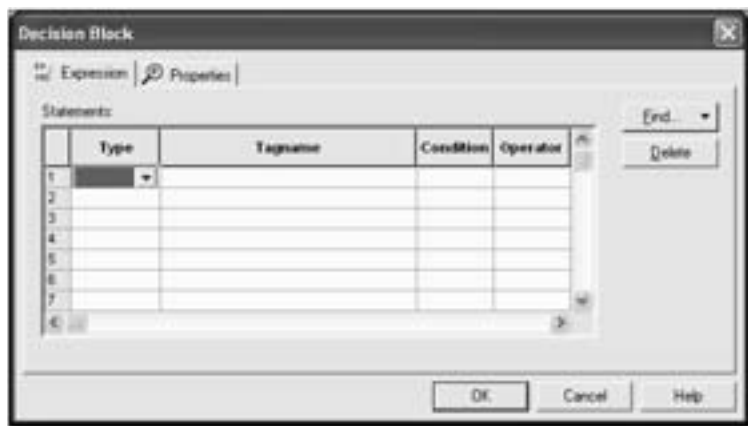 Decision Block
Expression Properties
Statements:
Find...
Delete
Type Tagname Condition Operator
1
2
3
4
5
6
7
OK Cancel Help